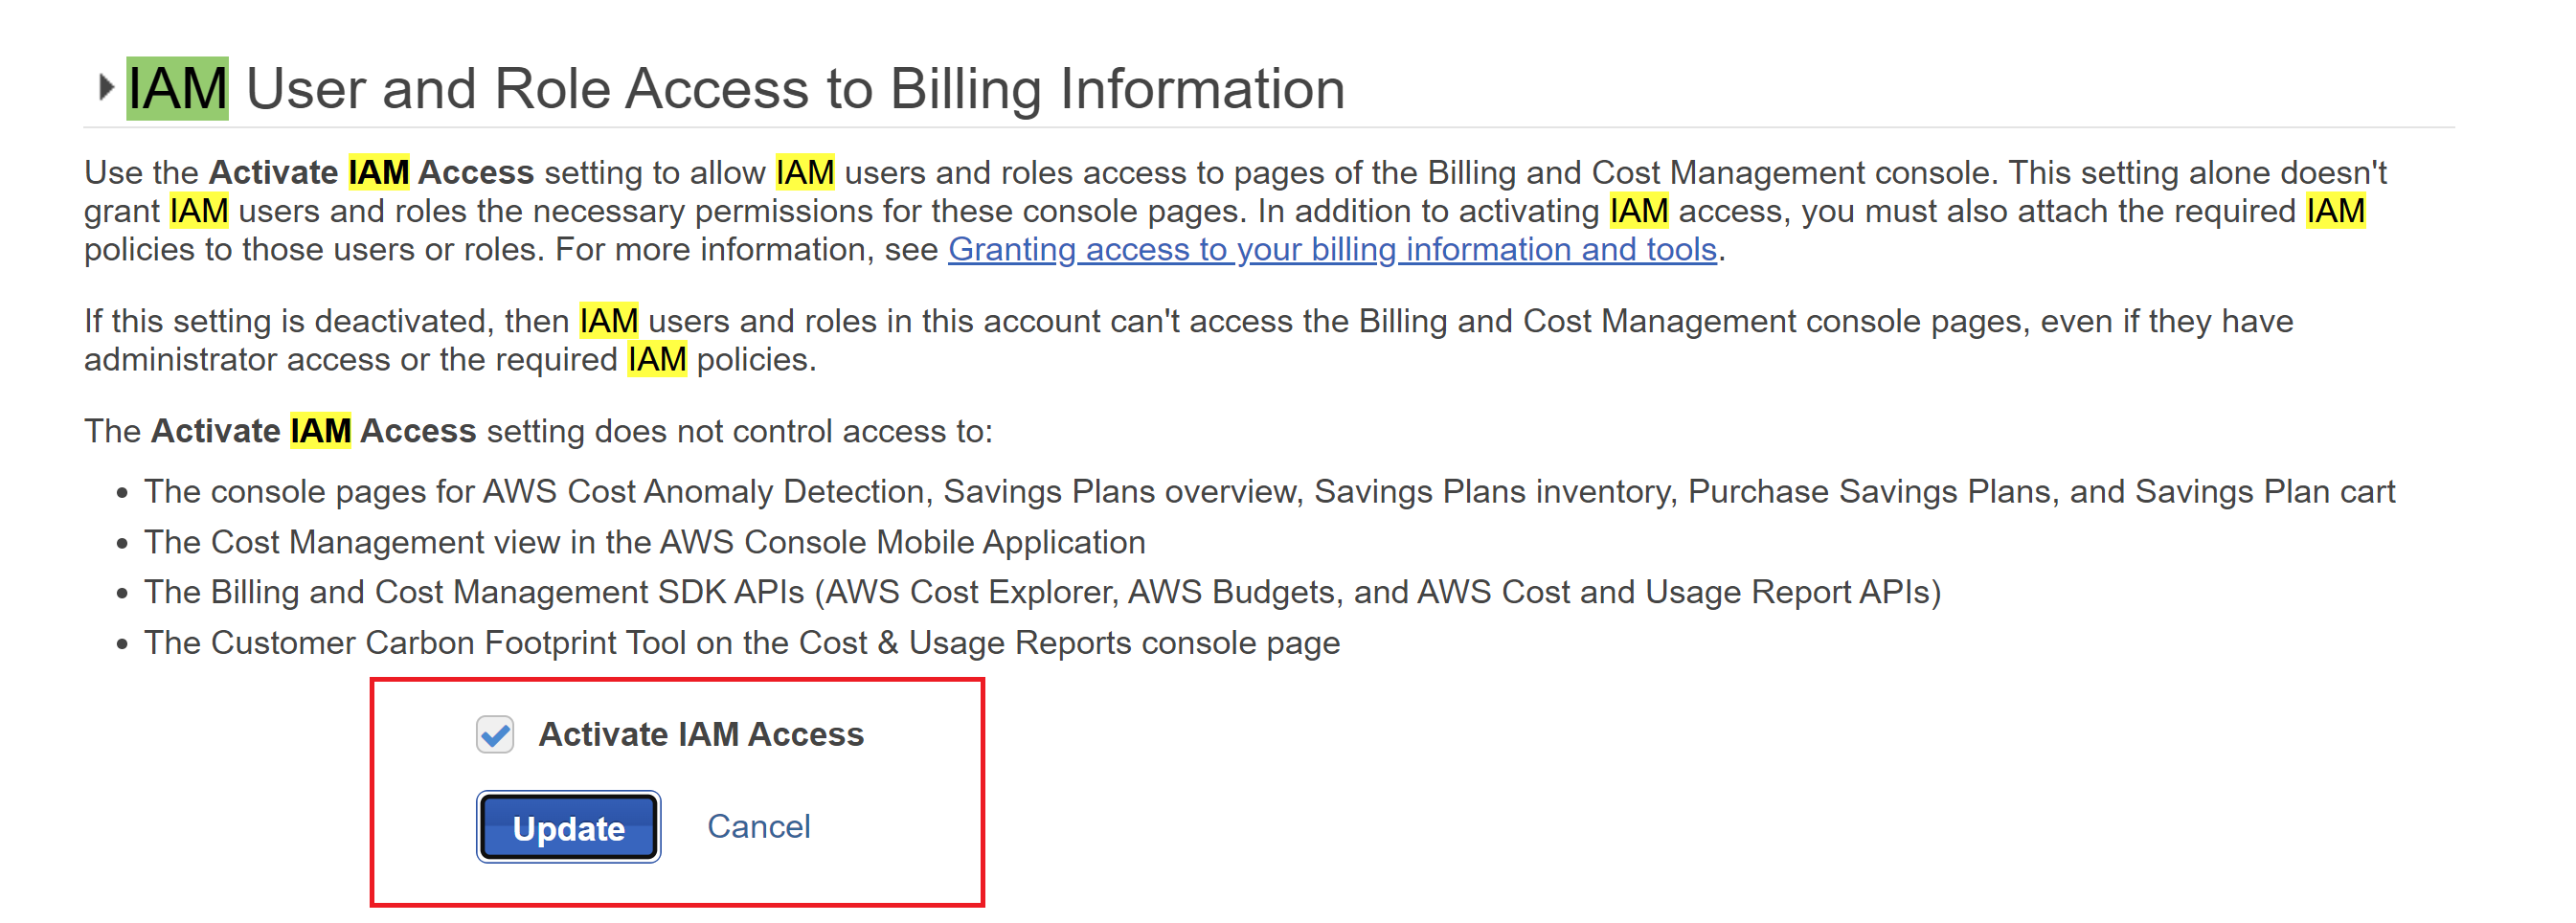 IAM User and Role Access to Billing Information
Use the Activate IAM Access setting to allow IAM users and roles access to pages of the Billing and Cost Management console. This setting alone doesn't
grant IAM users and roles the necessary permissions for these console pages. In addition to activating IAM access, you must also attach the required IAM
policies to those users or roles. For more information, see Granting access to your billing information and tools.
If this setting is deactivated, then IAM users and roles in this account can't access the Billing and Cost Management console pages, even if they have
administrator access or the required IAM policies.
The Activate IAM Access setting does not control access to:
• The console pages for AWS Cost Anomaly Detection, Savings Plans overview, Savings Plans inventory, Purchase Savings Plans, and Savings Plan cart
• The Cost Management view in the AWS Console Mobile Application
• The Billing and Cost Management SDK APIs (AWS Cost Explorer, AWS Budgets, and AWS Cost and Usage Report APIs)
• The Customer Carbon Footprint Tool on the Cost & Usage Reports console page
Activate IAM Access
Update Cancel